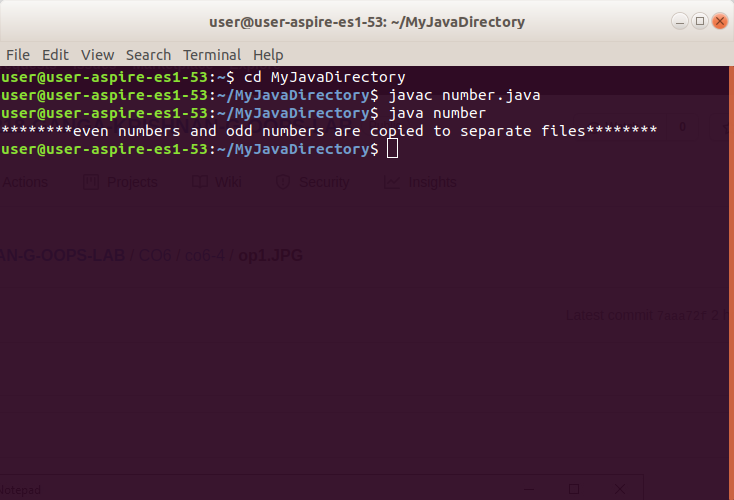 user@user-aspire-es1-53: ~/MyJavaDirectory
File Edit View Search Terminal Help
user@user-aspire-es1-53:~$ cd MyJavaDirectory
user@user-aspire-es1-53:~/MyJavaDirectory$ javac number.java
user@user-aspire-es1-53:~/MyJavaDirectory$ java number
********even numbers and odd numbers are copied to separate files********
user@user-aspire-es1-53:~/MyJavaDirectory$
Actions Projects Wiki Security Insights
AN-G-OOPS-LAB / CO6 / co6-4 / op1.JPG
Latest commit 7aaa73f 2 h
Notepad